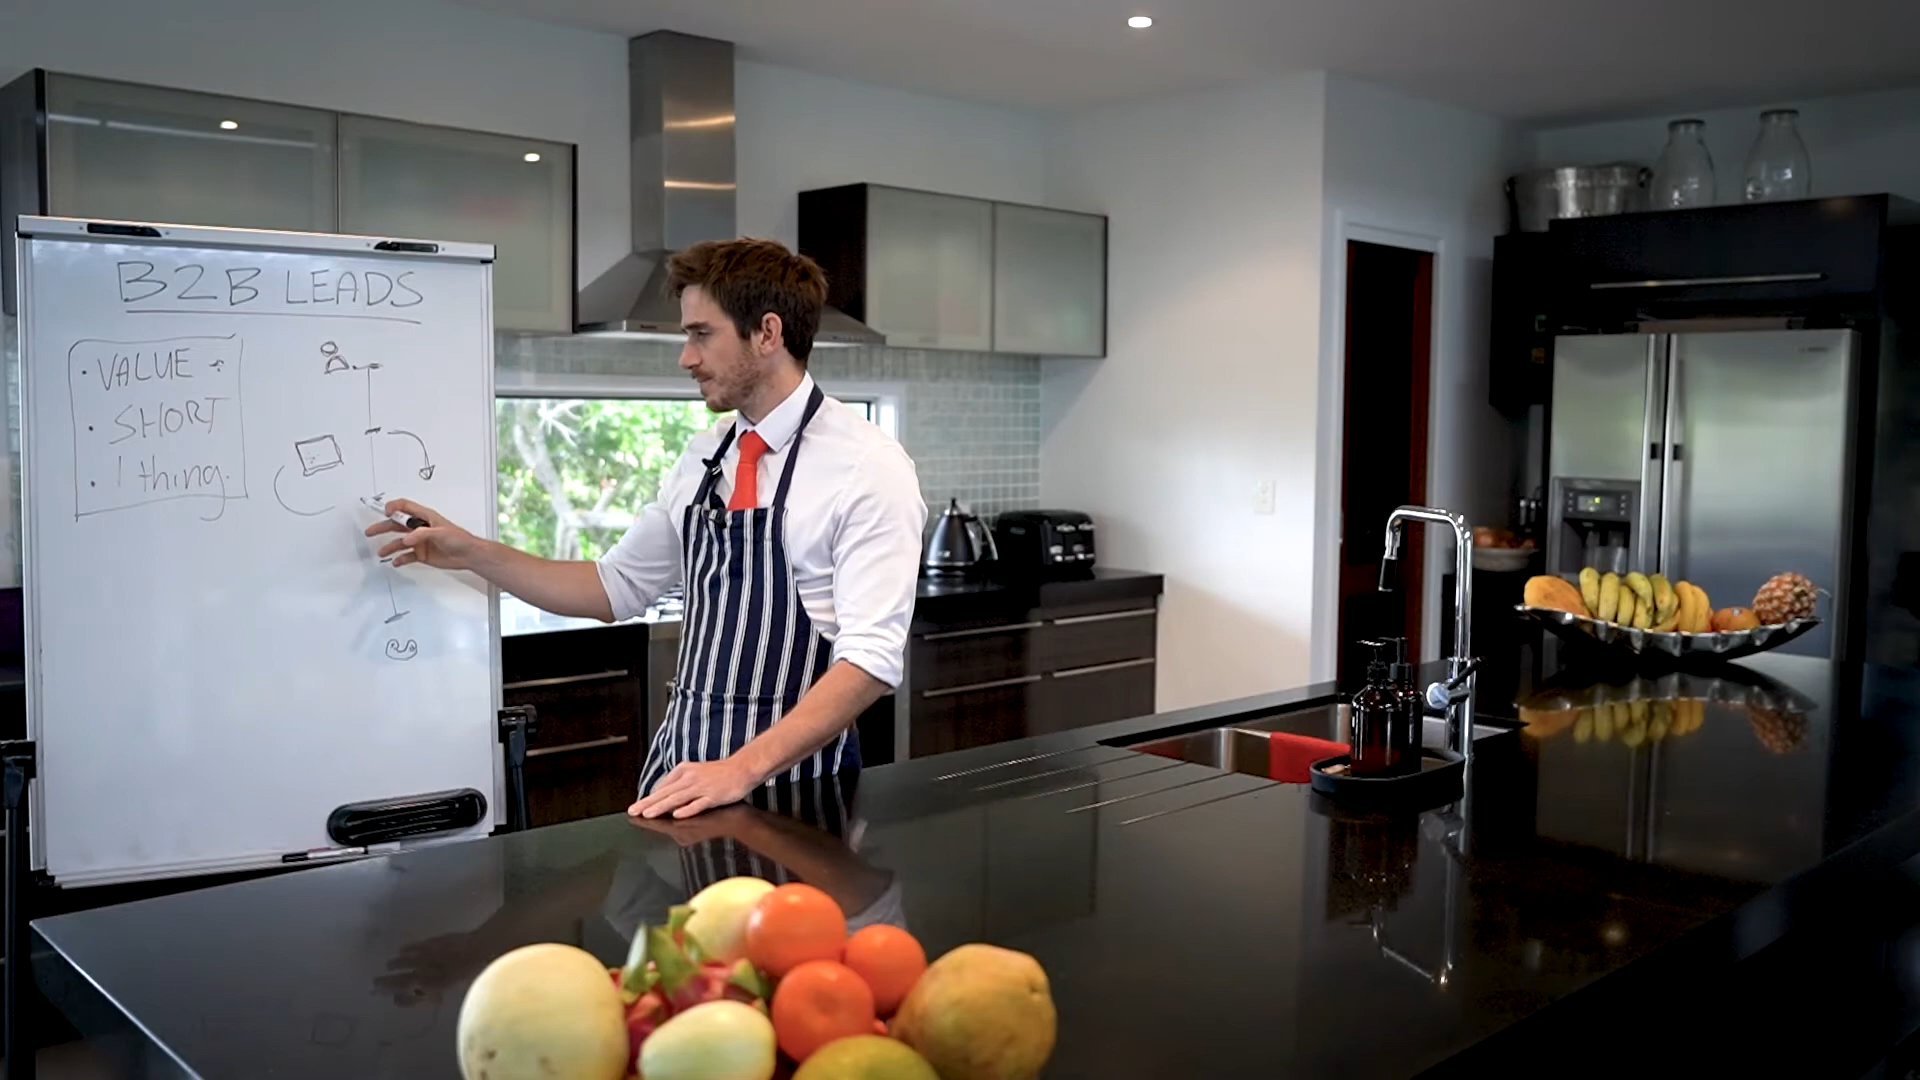 B2B LEADS
• VALUE
• SHORT
• 1 thing.